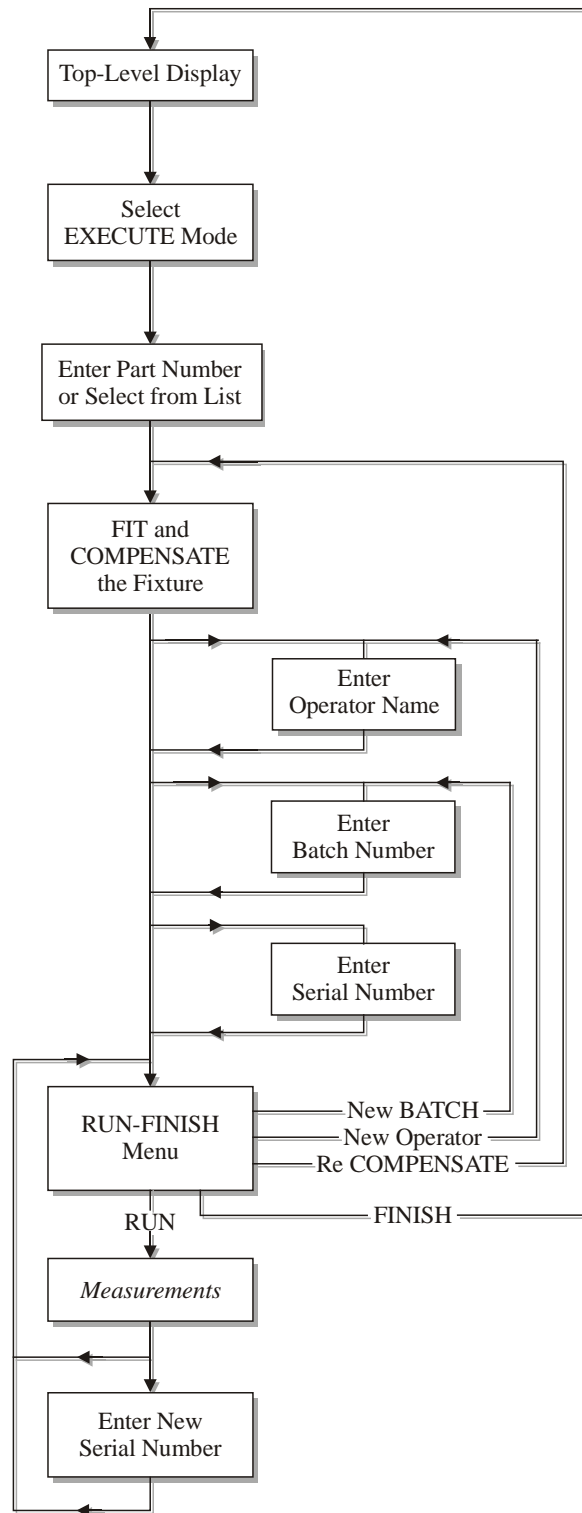 Top-Level Display
Select
EXECUTE Mode
Enter Part Number
or Select from List
FIT and
COMPENSATE
the Fixture
Enter
Operator Name
Enter
Batch Number
Enter
Serial Number
RUN-FINISH
Menu
New BATCH
New Operator
Re COMPENSATE
FINISH
RUN
Measurements
Enter New
Serial Number